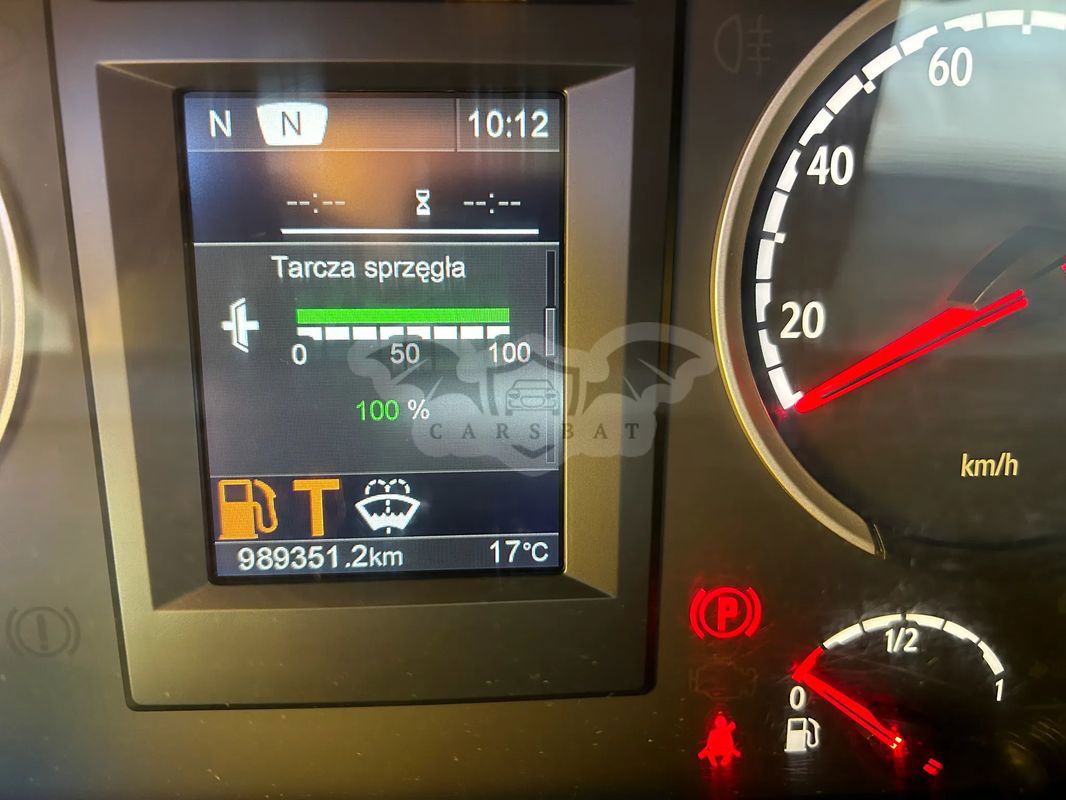 N N 10:12
--:-- --:--
Tarcza sprzęgła
0 50 100
100 %
CARSBAT
T
989351.2km 17°C
60
40
20
km/h
P
1/2
0 1